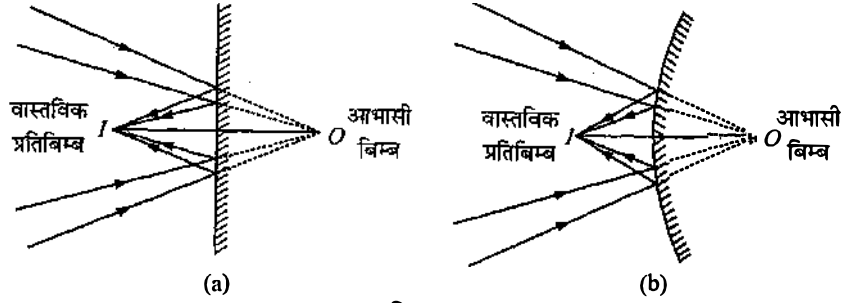 वास्तविक
प्रतिबिम्ब
I
O
आभासी
बिम्ब
(a)
वास्तविक
प्रतिबिम्ब
I
O
आभासी
बिम्ब
(b)